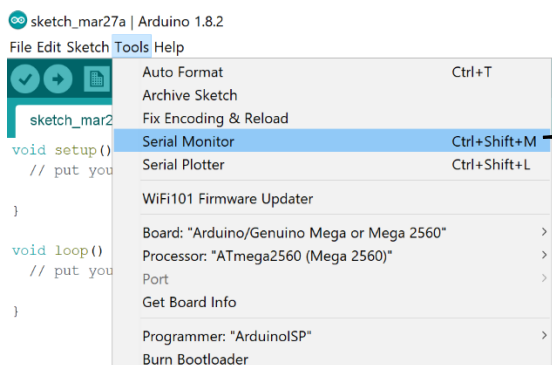 sketch_mar27a | Arduino 1.8.2
File Edit Sketch Tools Help
Auto Format Ctrl+T
Archive Sketch
sketch_mar2
Fix Encoding & Reload
void setup() Serial Monitor Ctrl+Shift+M
// put you Serial Plotter Ctrl+Shift+L
WiFi101 Firmware Updater
}
Board: "Arduino/Genuino Mega or Mega 2560"
void loop() Processor: "ATmega2560 (Mega 2560)"
// put you Port
Get Board Info
}
Programmer: "ArduinoISP"
Burn Bootloader